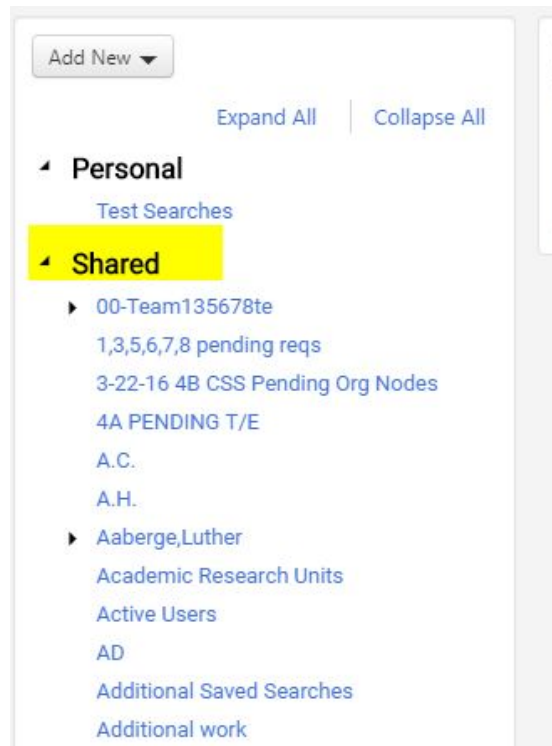 Add New
Expand All Collapse All
Personal
Test Searches
Shared
00-Team135678te
1,3,5,6,7,8 pending reqs
3-22-16 4B CSS Pending Org Nodes
4A PENDING T/E
A.C.
A.H.
Aaberge,Luther
Academic Research Units
Active Users
AD
Additional Saved Searches
Additional work